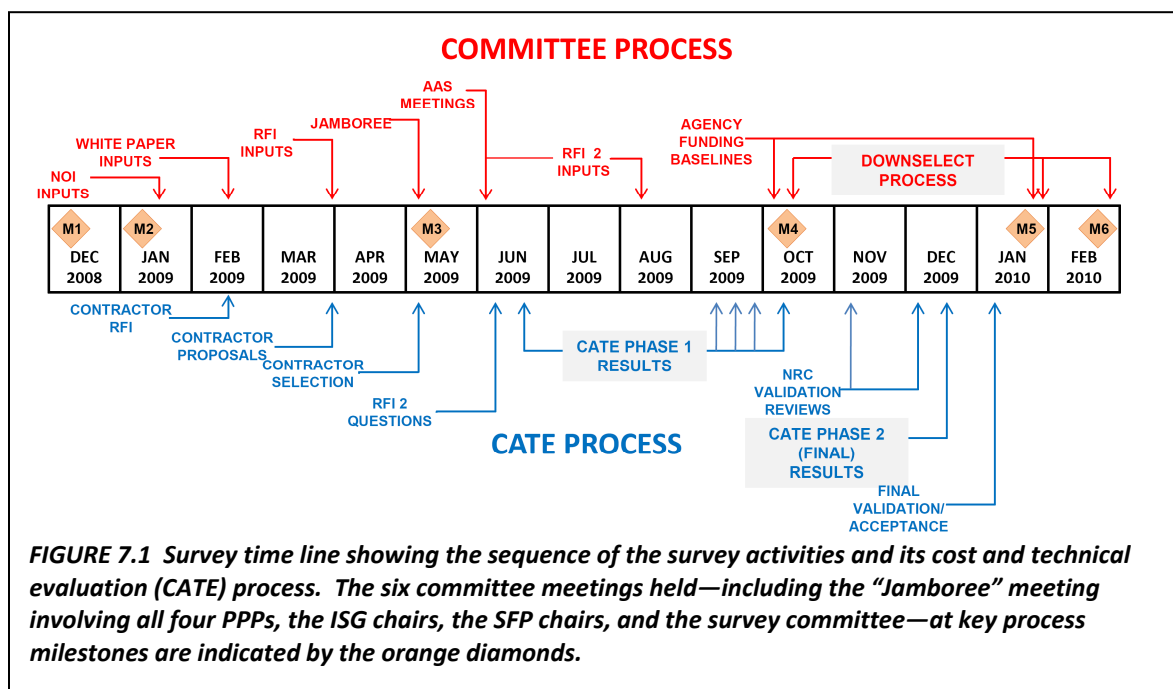 COMMITTEE PROCESS
AAS
MEETINGS
JAMBOREE
RFI
INPUTS
WHITE PAPER
INPUTS
NOI
INPUTS
RFI 2
INPUTS
AGENCY
FUNDING
BASELINES
DOWNSELECT
PROCESS
M1
DEC
2008
M2
JAN
2009
FEB
2009
MAR
2009
APR
2009
M3
MAY
2009
JUN
2009
JUL
2009
AUG
2009
SEP
2009
M4
OCT
2009
NOV
2009
DEC
2009
M5
JAN
2010
M6
FEB
2010
CONTRACTOR
RFI
CONTRACTOR
PROPOSALS
CONTRACTOR
SELECTION
RFI 2
QUESTIONS
CATE PHASE 1
RESULTS
CATE PROCESS
NRC
VALIDATION
REVIEWS
CATE PHASE 2
(FINAL)
RESULTS
FINAL
VALIDATION/
ACCEPTANCE
FIGURE 7.1 Survey time line showing the sequence of the survey activities and its cost and technical
evaluation (CATE) process. The six committee meetings held—including the “Jamboree” meeting
involving all four PPPs, the ISG chairs, the SFP chairs, and the survey committee—at key process
milestones are indicated by the orange diamonds.